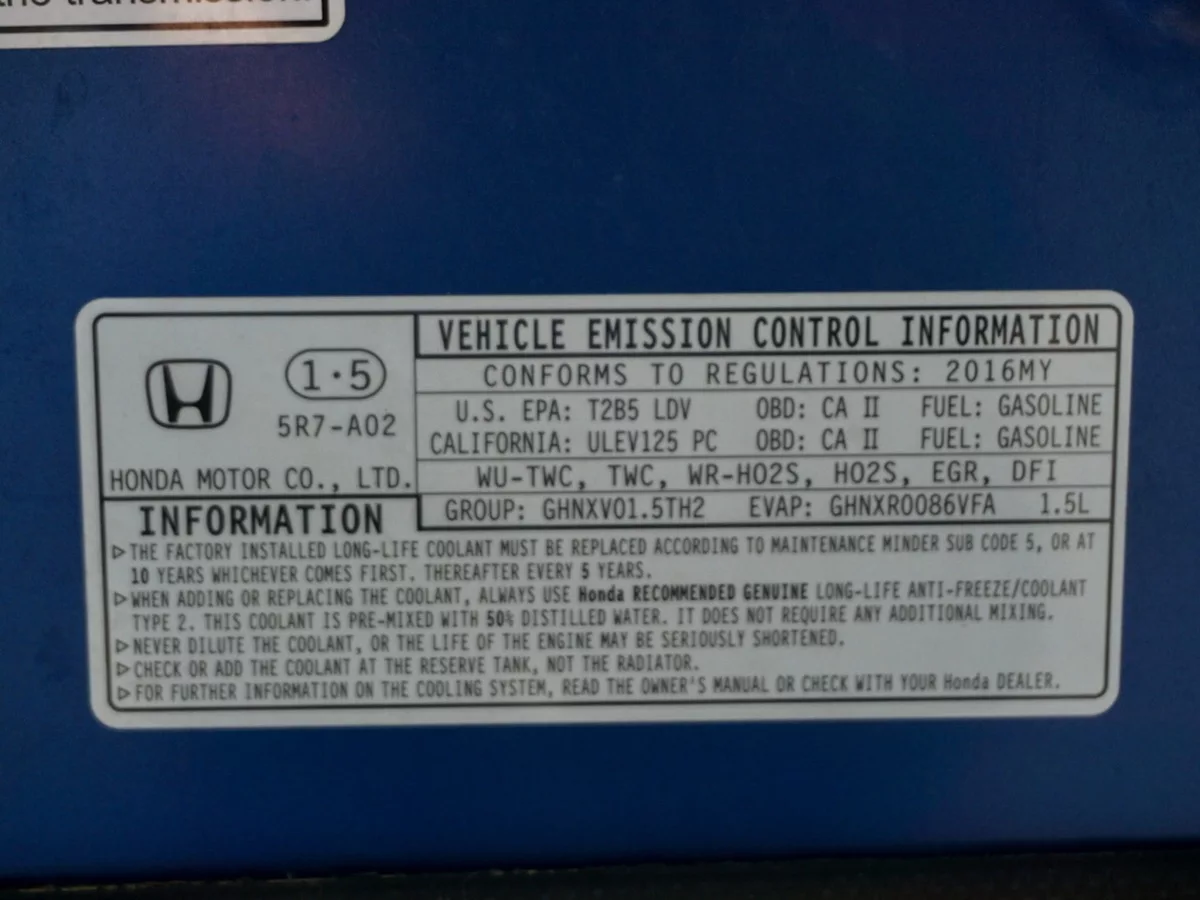 the transmission.
VEHICLE EMISSION CONTROL INFORMATION
CONFORMS TO REGULATIONS: 2016MY
1·5
5R7-A02
HONDA MOTOR CO., LTD.
U.S. EPA: T2B5 LDV OBD: CA II FUEL: GASOLINE
CALIFORNIA: ULEV125 PC OBD: CA II FUEL: GASOLINE
WU-TWC, TWC, WR-HO2S, HO2S, EGR, DFI
GROUP: GHNXV01.5TH2 EVAP: GHNXR0086VFA 1.5L
INFORMATION
▷THE FACTORY INSTALLED LONG-LIFE COOLANT MUST BE REPLACED ACCORDING TO MAINTENANCE MINDER SUB CODE 5, OR AT
10 YEARS WHICHEVER COMES FIRST. THEREAFTER EVERY 5 YEARS.
▷WHEN ADDING OR REPLACING THE COOLANT, ALWAYS USE Honda RECOMMENDED GENUINE LONG-LIFE ANTI-FREEZE/COOLANT
TYPE 2. THIS COOLANT IS PRE-MIXED WITH 50% DISTILLED WATER. IT DOES NOT REQUIRE ANY ADDITIONAL MIXING.
▷NEVER DILUTE THE COOLANT, OR THE LIFE OF THE ENGINE MAY BE SERIOUSLY SHORTENED.
▷CHECK OR ADD THE COOLANT AT THE RESERVE TANK, NOT THE RADIATOR.
▷FOR FURTHER INFORMATION ON THE COOLING SYSTEM, READ THE OWNER'S MANUAL OR CHECK WITH YOUR Honda DEALER.